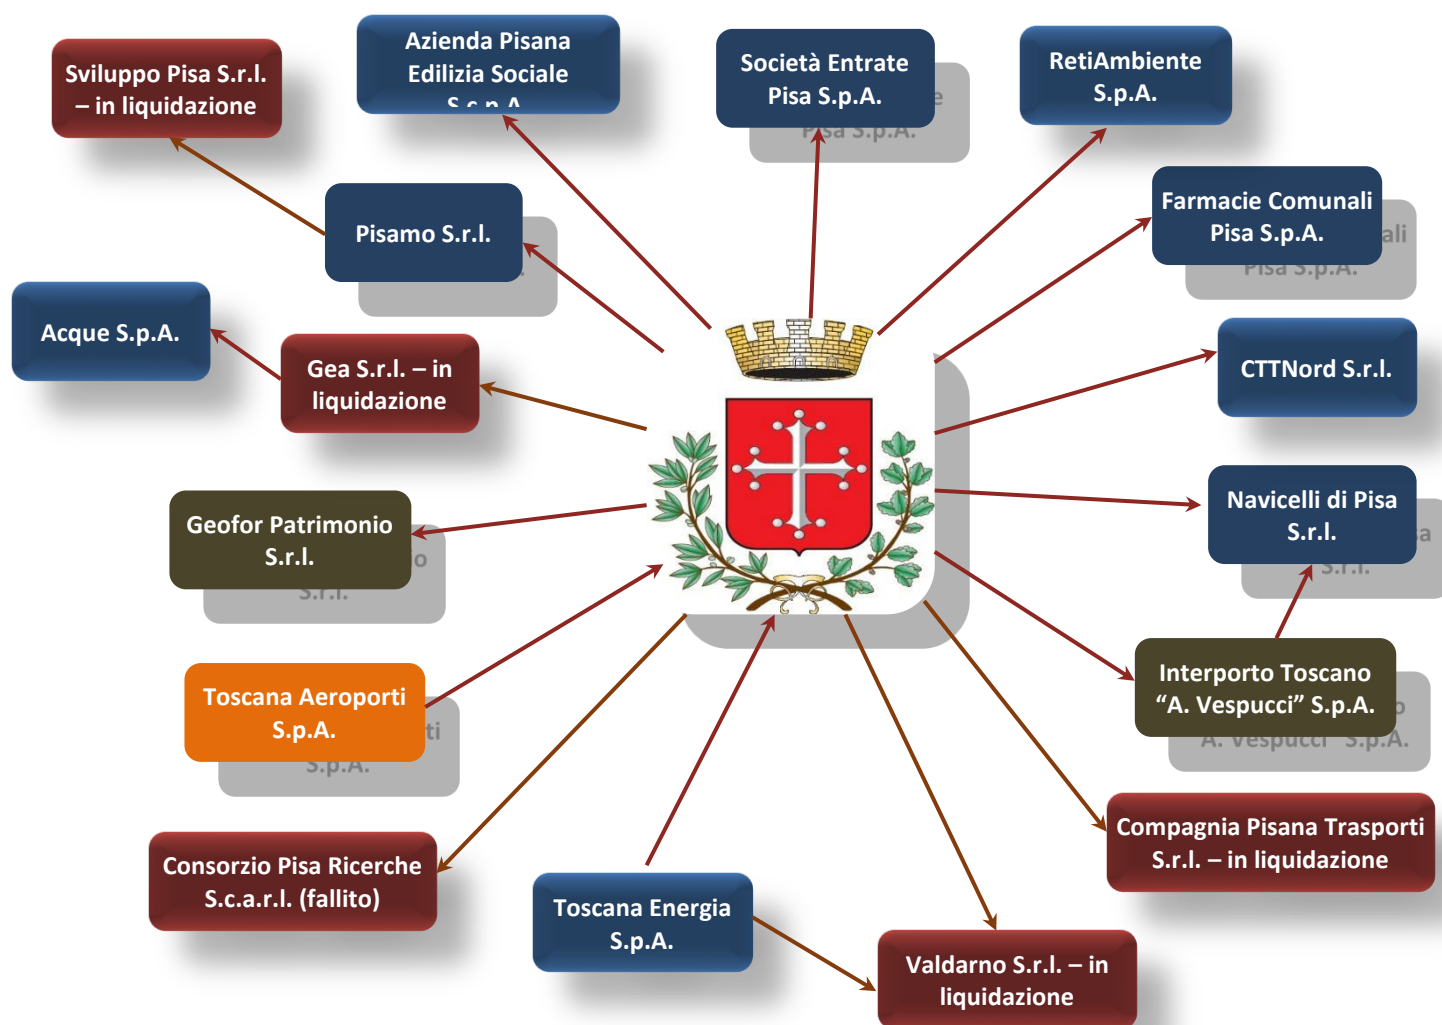 Azienda Pisana
Edilizia Sociale
S.c.p.A.
Società Entrate
Pisa S.p.A.
RetiAmbiente
S.p.A.
Sviluppo Pisa S.r.l.
– in liquidazione
Farmacie Comunali
Pisa S.p.A.
Pisamo S.r.l.
Acque S.p.A.
Gea S.r.l. – in
liquidazione
CTTNord S.r.l.
Geofor Patrimonio
S.r.l.
Navicelli di Pisa
S.r.l.
Toscana Aeroporti
S.p.A.
Interporto Toscano
“A. Vespucci” S.p.A.
Consorzio Pisa Ricerche
S.c.a.r.l. (fallito)
Compagnia Pisana Trasporti
S.r.l. – in liquidazione
Toscana Energia
S.p.A.
Valdarno S.r.l. – in
liquidazione